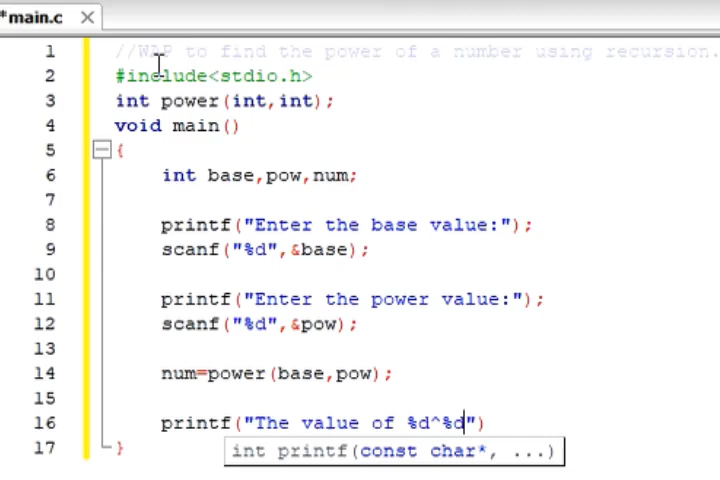 *main.c ×
1 //WAP to find the power of a number using recursion.
2 #include<stdio.h>
3 int power(int,int);
4 void main()
5 {
6 int base,pow,num;
7
8 printf("Enter the base value:");
9 scanf("%d",&base);
10
11 printf("Enter the power value:");
12 scanf("%d",&pow);
13
14 num=power(base,pow);
15
16 printf("The value of %d^%d")
17 }
int printf(const char*, ...)